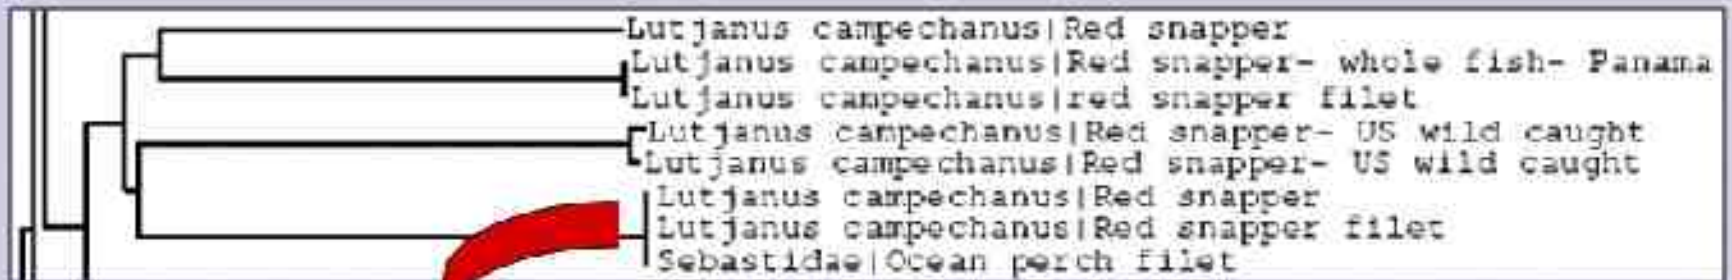 Lutjanus campechanus|Red snapper
Lutjanus campechanus|Red snapper- whole fish- Panama
Lutjanus campechanus|red snapper filet
Lutjanus campechanus|Red snapper- US wild caught
Lutjanus campechanus|Red snapper- US wild caught
Lutjanus campechanus|Red snapper
Lutjanus campechanus|Red snapper filet
Sebastidae|Ocean perch filet